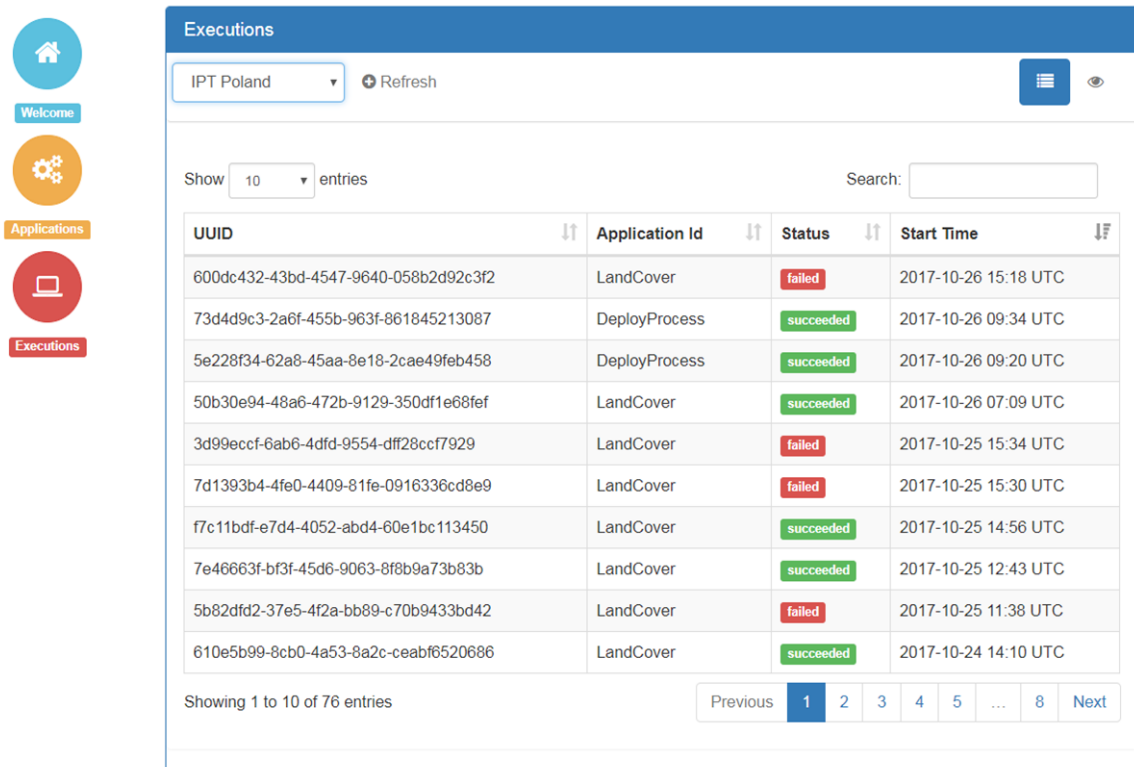 Executions
IPT Poland Refresh
Welcome
Applications
Executions
Show 10 entries Search:
UUID Application Id Status Start Time
600dc432-43bd-4547-9640-058b2d92c3f2 LandCover failed 2017-10-26 15:18 UTC
73d4d9c3-2a6f-455b-963f-861845213087 DeployProcess succeeded 2017-10-26 09:34 UTC
5e228f34-62a8-45aa-8e18-2cae49feb458 DeployProcess succeeded 2017-10-26 09:20 UTC
50b30e94-48a6-472b-9129-350df1e68fef LandCover succeeded 2017-10-26 07:09 UTC
3d99eccf-6ab6-4dfd-9554-dff28ccf7929 LandCover failed 2017-10-25 15:34 UTC
7d1393b4-4fe0-4409-81fe-0916336cd8e9 LandCover failed 2017-10-25 15:30 UTC
f7c11bdf-e7d4-4052-abd4-60e1bc113450 LandCover succeeded 2017-10-25 14:56 UTC
7e46663f-bf3f-45d6-9063-8f8b9a73b83b LandCover succeeded 2017-10-25 12:43 UTC
5b82dfd2-37e5-4f2a-bb89-c70b9433bd42 LandCover failed 2017-10-25 11:38 UTC
610e5b99-8cb0-4a53-8a2c-ceabf6520686 LandCover succeeded 2017-10-24 14:10 UTC
Showing 1 to 10 of 76 entries Previous 1 2 3 4 5 … 8 Next